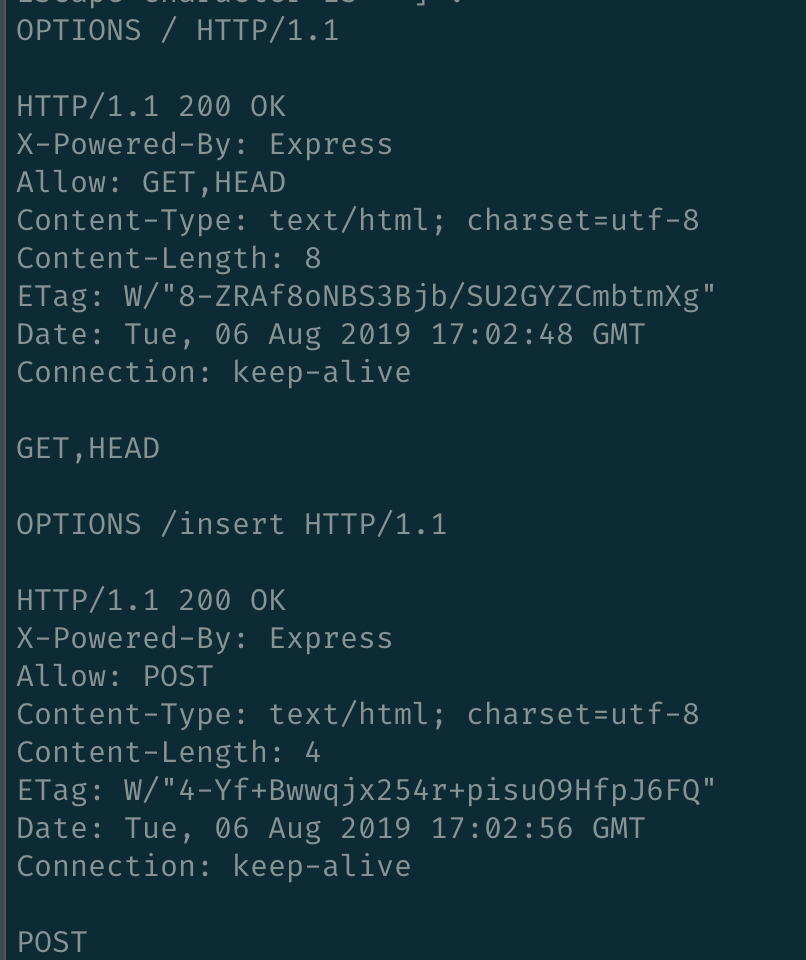 OPTIONS / HTTP/1.1
HTTP/1.1 200 OK
X-Powered-By: Express
Allow: GET,HEAD
Content-Type: text/html; charset=utf-8
Content-Length: 8
ETag: W/"8-ZRAf8oNBS3Bjb/SU2GYZCmbtmXg"
Date: Tue, 06 Aug 2019 17:02:48 GMT
Connection: keep-alive
GET,HEAD
OPTIONS /insert HTTP/1.1
HTTP/1.1 200 OK
X-Powered-By: Express
Allow: POST
Content-Type: text/html; charset=utf-8
Content-Length: 4
ETag: W/"4-Yf+Bwwqjx254r+pisuO9HfpJ6FQ"
Date: Tue, 06 Aug 2019 17:02:56 GMT
Connection: keep-alive
POST